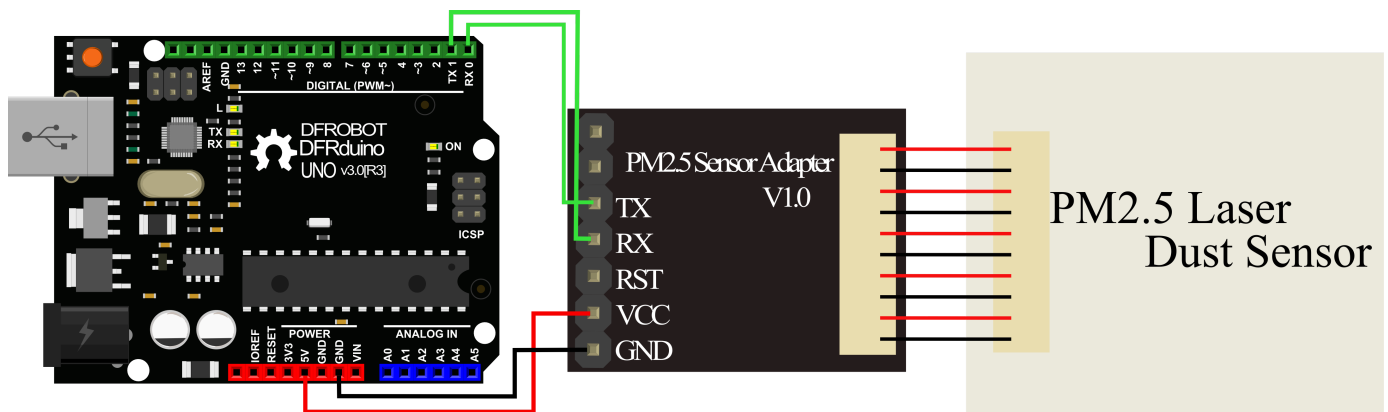 AREF
GND
13
12
~11
~10
~9
8
7
~6
~5
4
~3
2
TX 1
RX 0
DIGITAL (PWM~)
L
TX
RX
DFROBOT
DFRduino
UNO v3.0[R3]
ON
ICSP
POWER
ANALOG IN
IOREF
RESET
3V3
5V
GND
GND
VIN
A0
A1
A2
A3
A4
A5
PM2.5 Sensor Adapter
V1.0
TX
RX
RST
VCC
GND
PM2.5 Laser
Dust Sensor